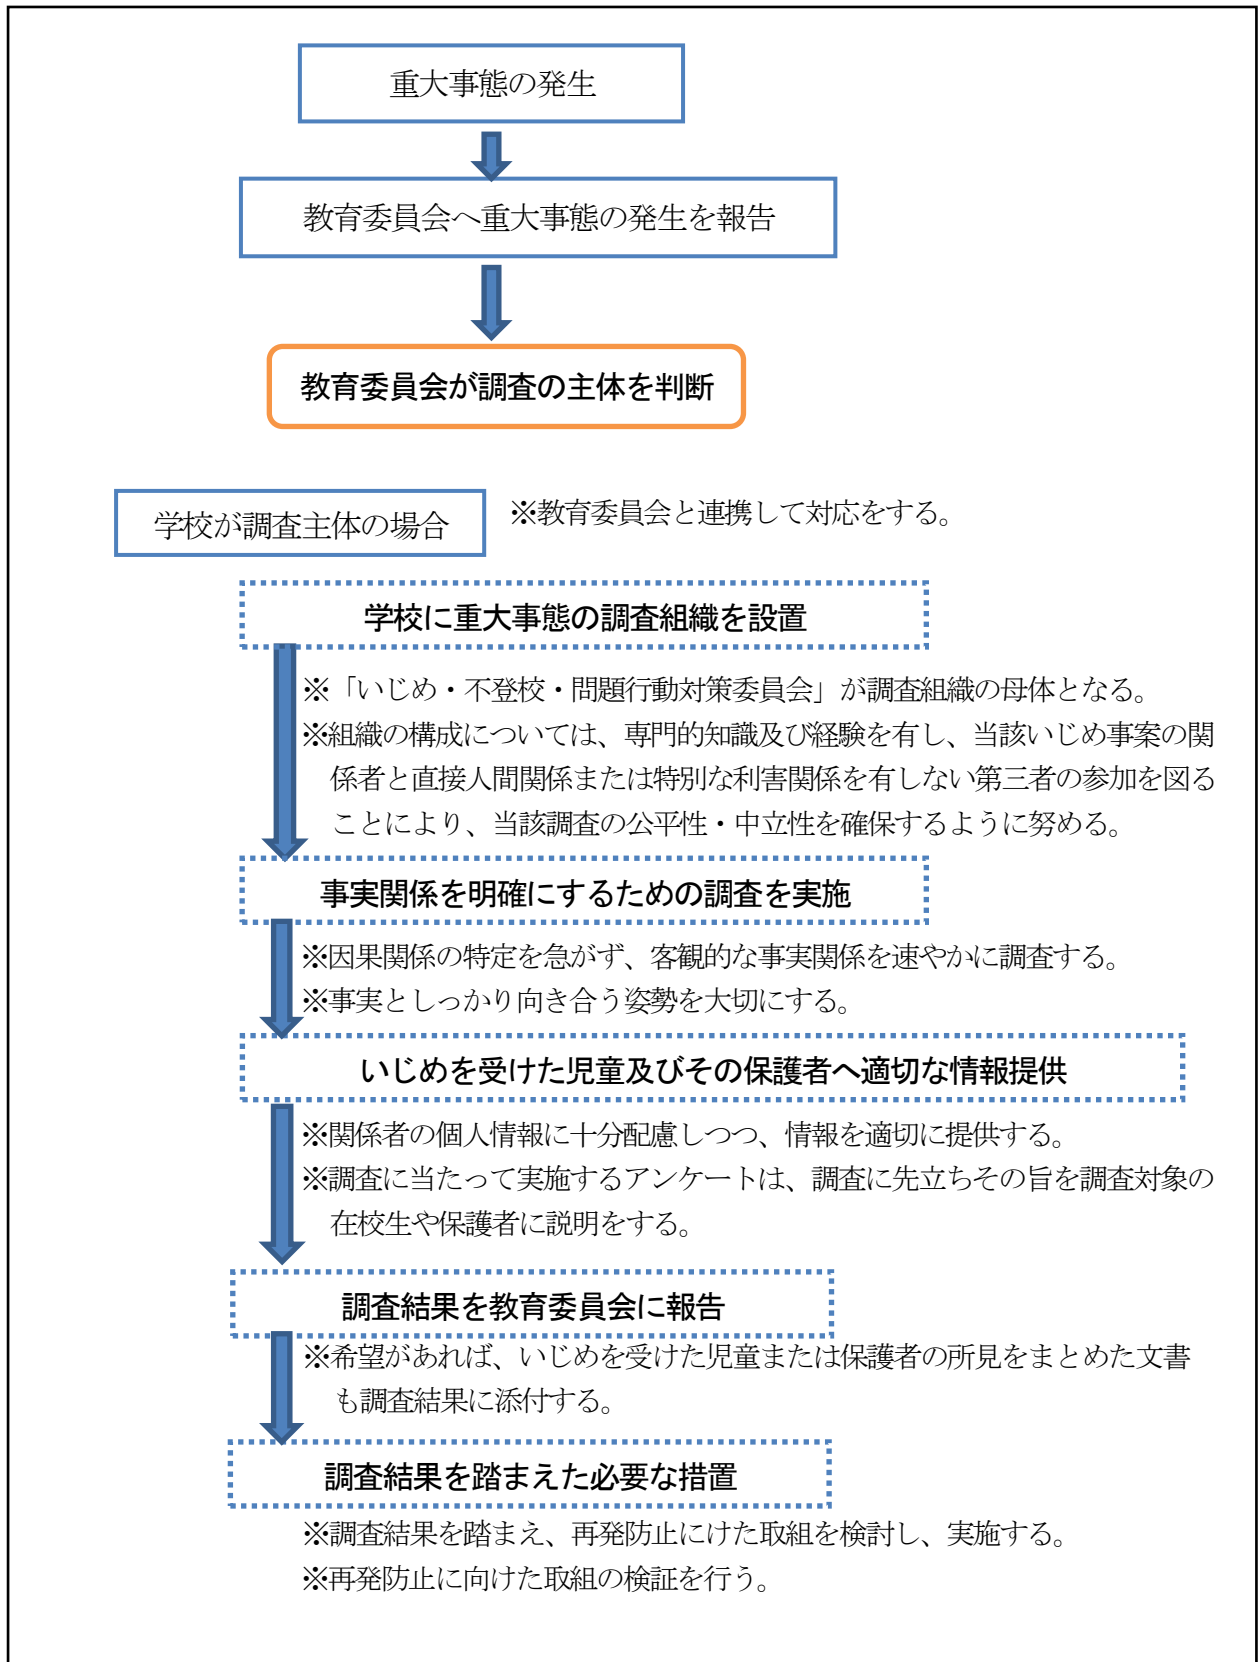 重大事態の発生
教育委員会へ重大事態の発生を報告
教育委員会が調査の主体を判断
学校が調査主体の場合
※教育委員会と連携して対応をする。
学校に重大事態の調査組織を設置
※「いじめ・不登校・問題行動対策委員会」が調査組織の母体となる。
※組織の構成については、専門的知識及び経験を有し、当該いじめ事案の関
係者と直接人間関係または特別な利害関係を有しない第三者の参加を図る
ことにより、当該調査の公平性・中立性を確保するように努める。
事実関係を明確にするための調査を実施
※因果関係の特定を急がず、客観的な事実関係を速やかに調査する。
※事実としっかり向き合う姿勢を大切にする。
いじめを受けた児童及びその保護者へ適切な情報提供
※関係者の個人情報に十分配慮しつつ、情報を適切に提供する。
※調査に当たって実施するアンケートは、調査に先立ちその旨を調査対象の
在校生や保護者に説明をする。
調査結果を教育委員会に報告
※希望があれば、いじめを受けた児童または保護者の所見をまとめた文書
も調査結果に添付する。
調査結果を踏まえた必要な措置
※調査結果を踏まえ、再発防止にけた取組を検討し、実施する。
※再発防止に向けた取組の検証を行う。